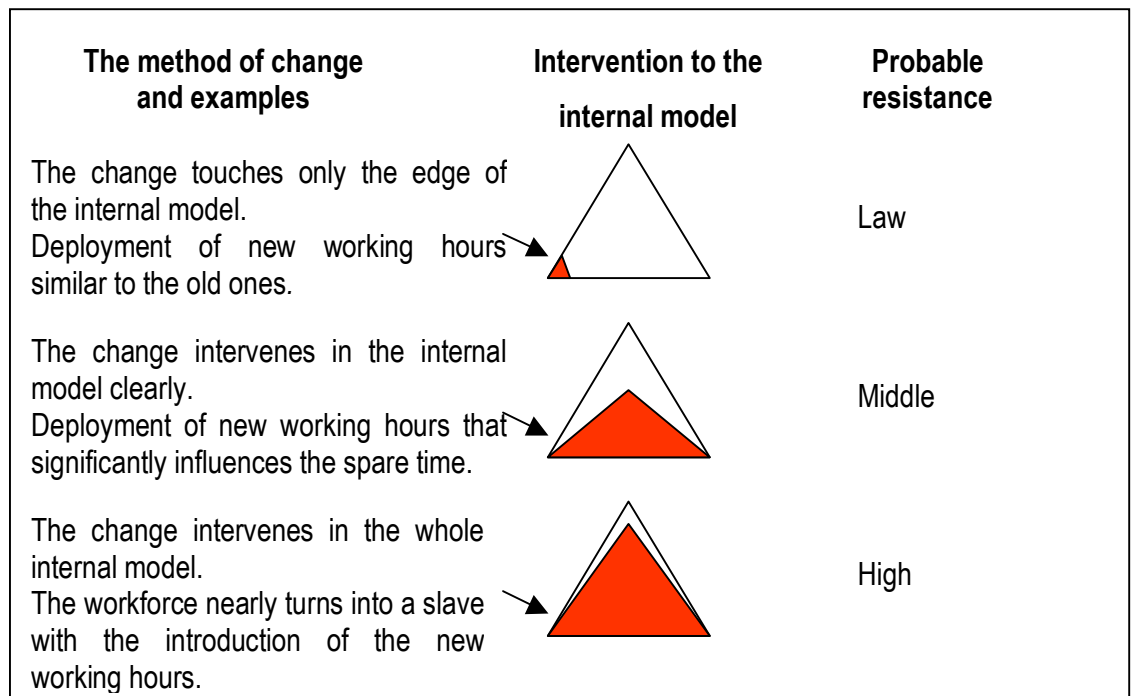 The method of change
and examples
Intervention to the
internal model
Probable
resistance
The change touches only the edge of
the internal model.
Deployment of new working hours
similar to the old ones.
Law
The change intervenes in the internal
model clearly.
Deployment of new working hours that
significantly influences the spare time.
Middle
The change intervenes in the whole
internal model.
The workforce nearly turns into a slave
with the introduction of the new
working hours.
High